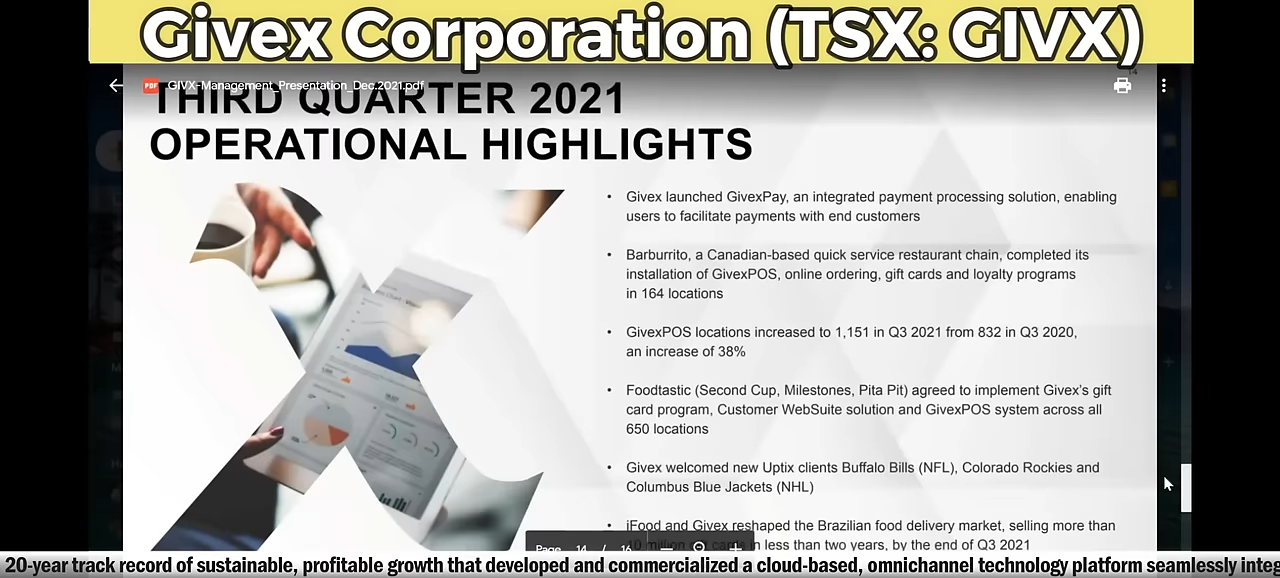 Givex Corporation (TSX: GIVX)
GIVX-Management_Presentation_Dec.2021.pdf
14
THIRD QUARTER 2021
OPERATIONAL HIGHLIGHTS
• Givex launched GivexPay, an integrated payment processing solution, enabling
users to facilitate payments with end customers
• Barburrito, a Canadian-based quick service restaurant chain, completed its
installation of GivexPOS, online ordering, gift cards and loyalty programs
in 164 locations
• GivexPOS locations increased to 1,151 in Q3 2021 from 832 in Q3 2020,
an increase of 38%
• Foodtastic (Second Cup, Milestones, Pita Pit) agreed to implement Givex's gift
card program, Customer WebSuite solution and GivexPOS system across all
650 locations
• Givex welcomed new Uptix clients Buffalo Bills (NFL), Colorado Rockies and
Columbus Blue Jackets (NHL)
• iFood and Givex reshaped the Brazilian food delivery market, selling more than
10 million gift cards in less than two years, by the end of Q3 2021
Page 14 / 16
20-year track record of sustainable, profitable growth that developed and commercialized a cloud-based, omnichannel technology platform seamlessly integ